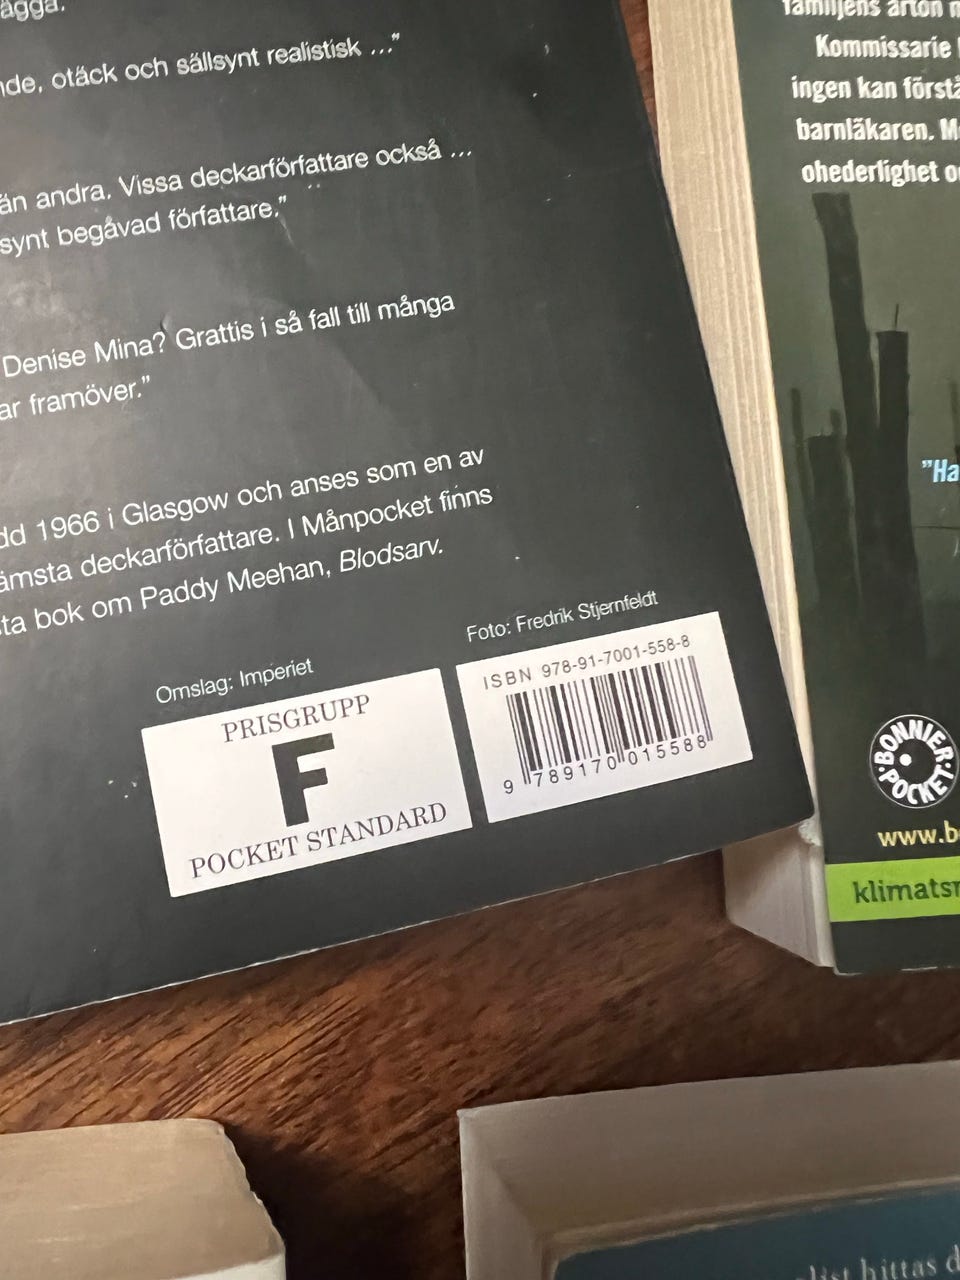 ägga.
nde, otäck och sällsynt realistisk ..."
än andra. Vissa deckarförfattare också ...
synt begåvad författare."
Denise Mina? Grattis i så fall till många
ar framöver."
dd 1966 i Glasgow och anses som en av
ämsta deckarförfattare. I Månpocket finns
sta bok om Paddy Meehan, Blodsarv.
Omslag: Imperiet
Foto: Fredrik Stjernfeldt
PRISGRUPP
F
POCKET STANDARD
ISBN 978-91-7001-558-8
9 789170 015588
familjens arton m
Kommissarie
ingen kan förstå
barnläkaren. M
ohederlighet o
"Ha
BONNIER
POCKET
www.b
klimatsm
hittas d